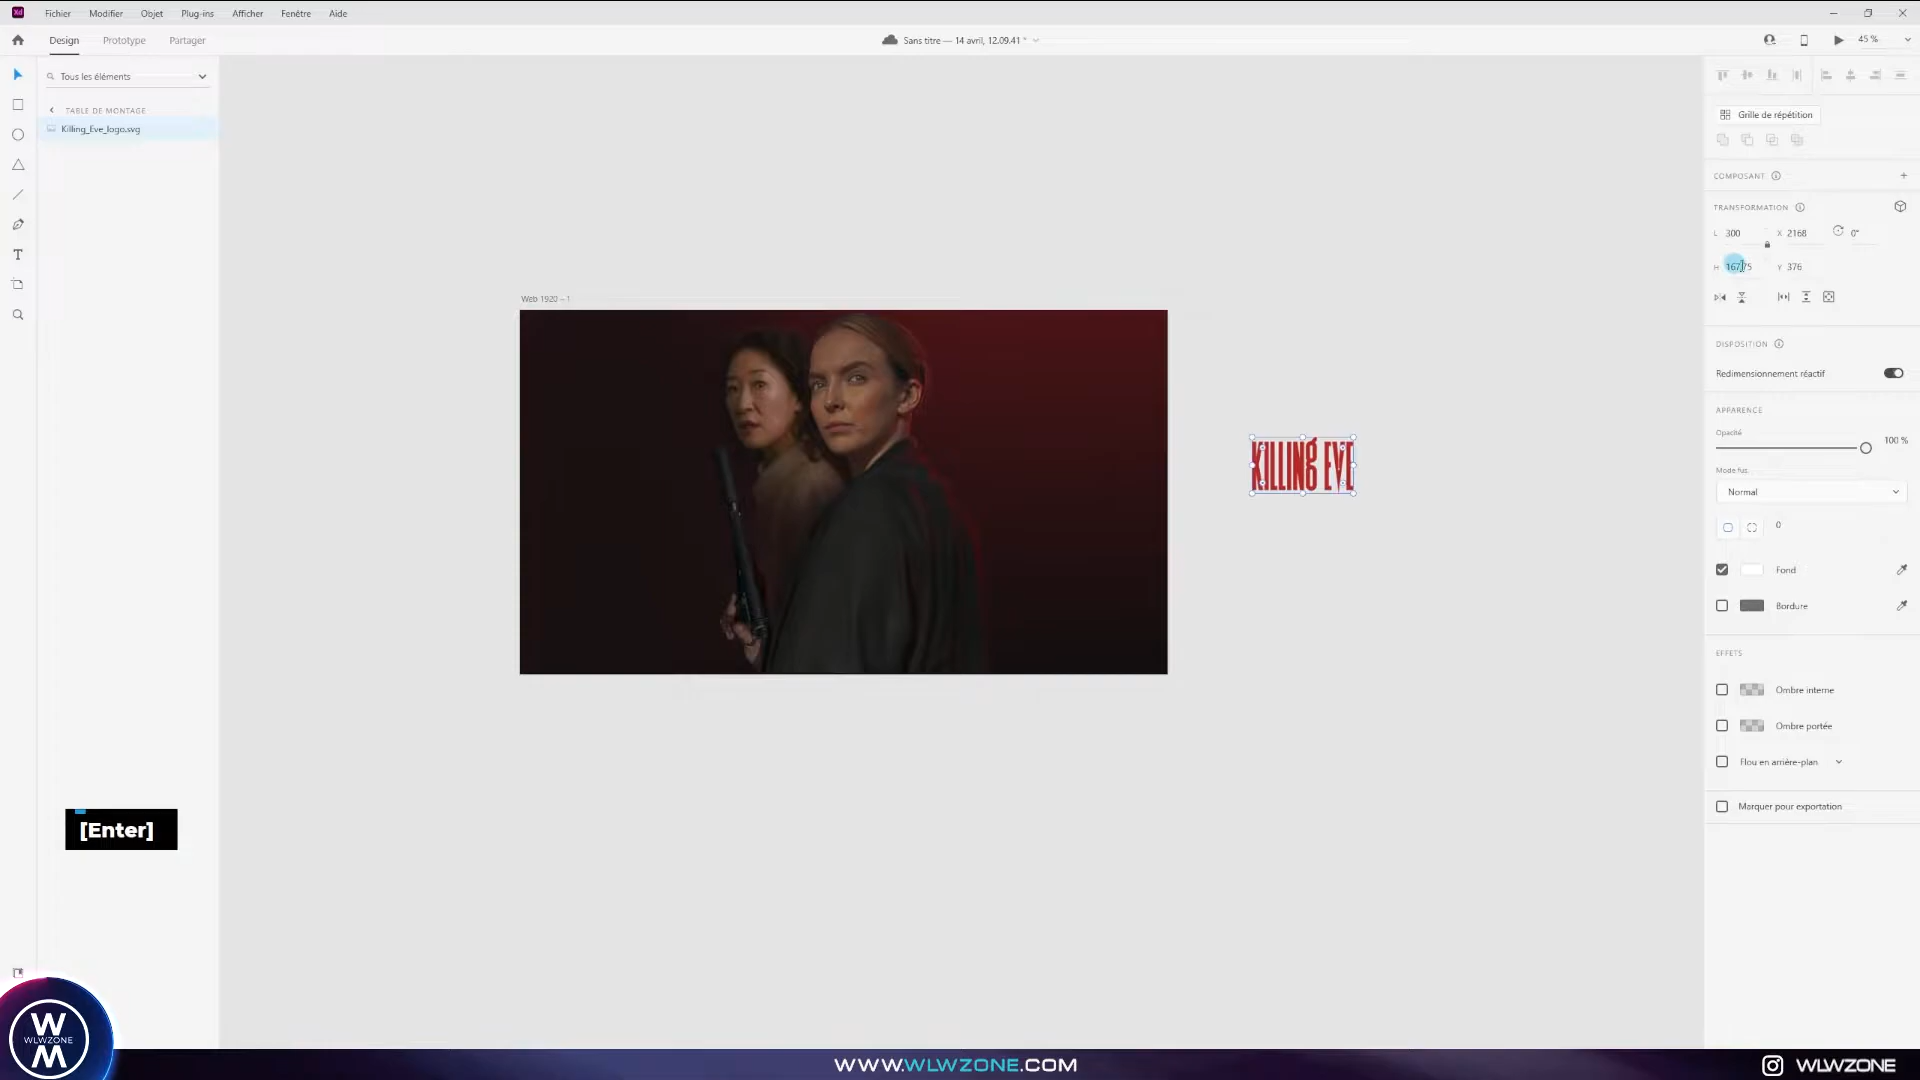 Xd Fichier Modifier Objet Plug-ins Afficher Fenêtre Aide
Design Prototype Partager
Sans titre — 14 avril, 12.09.41 *
45 %
Tous les éléments
TABLE DE MONTAGE
Killing_Eve_logo.svg
T
Web 1920 – 1
KILLING EVE
Grille de répétition
COMPOSANT
TRANSFORMATION
L 300 X 2168 0°
H Y 376
DISPOSITION
Redimensionnement réactif
APPARENCE
Opacité
100 %
Mode fus.
Normal
0
Fond
Bordure
EFFETS
Ombre interne
Ombre portée
Flou en arrière-plan
Marquer pour exportation
[Enter]
W
WLWZONE
M
WWW.WLWZONE.COM
WLWZONE